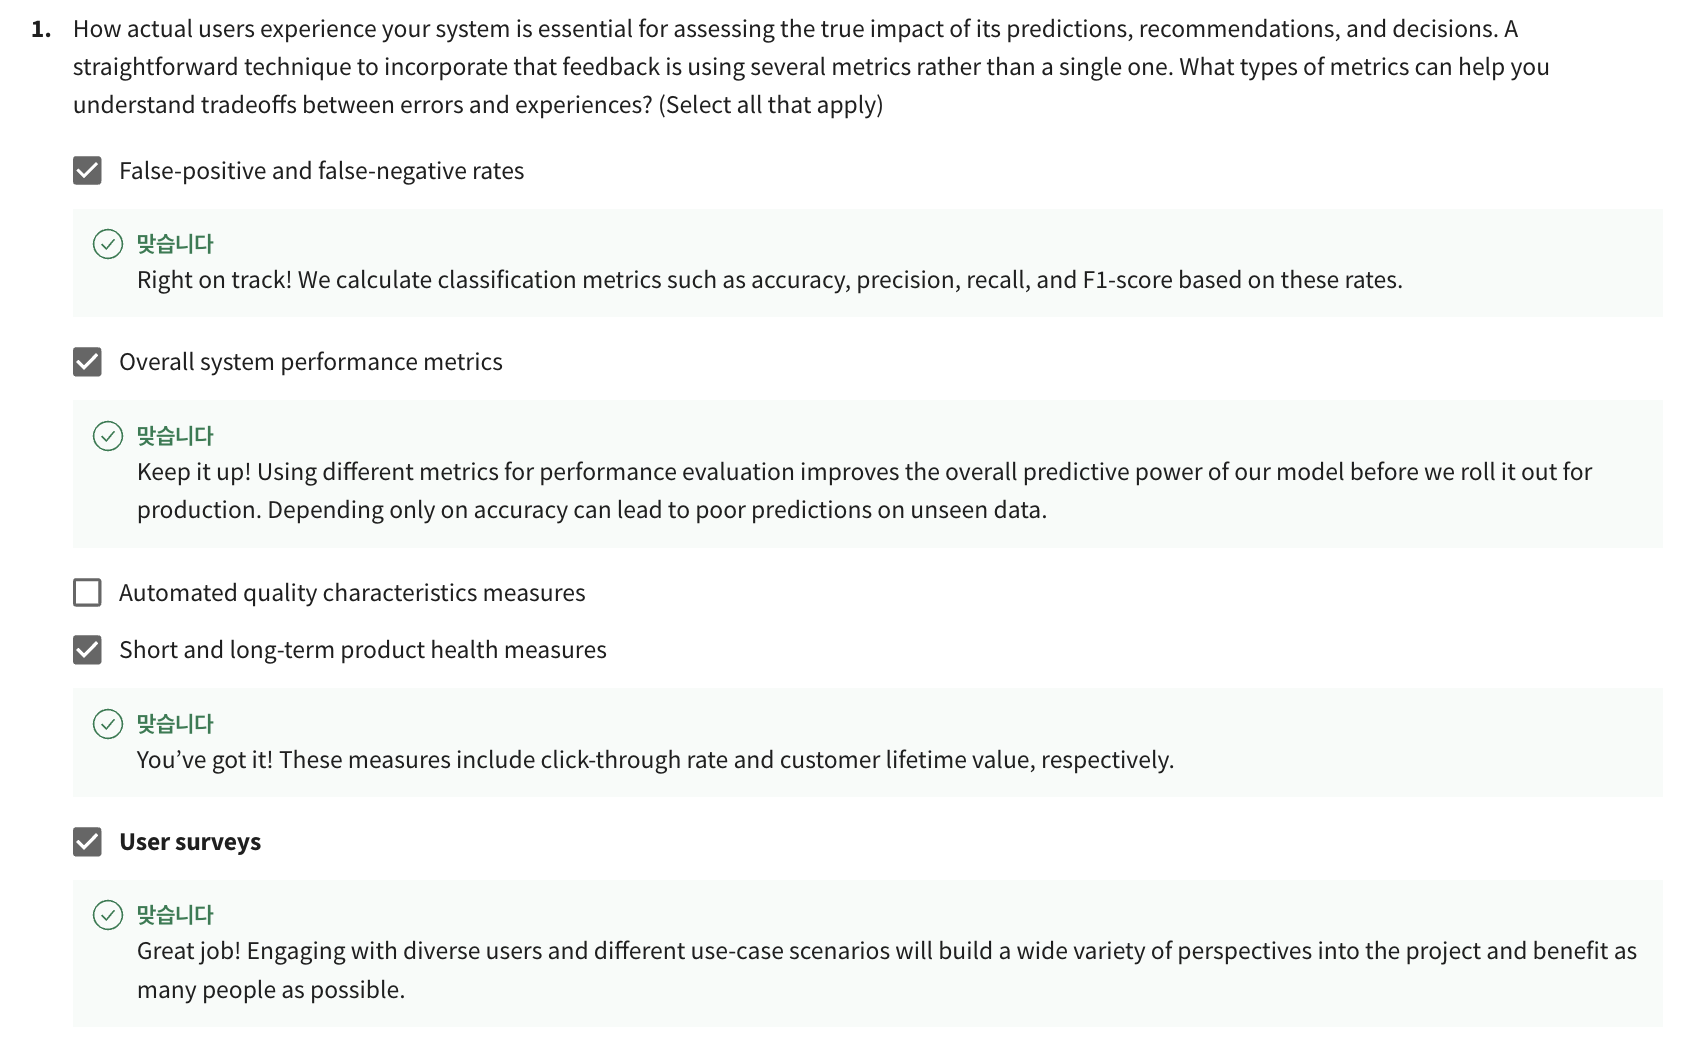 1. How actual users experience your system is essential for assessing the true impact of its predictions, recommendations, and decisions. A
straightforward technique to incorporate that feedback is using several metrics rather than a single one. What types of metrics can help you
understand tradeoffs between errors and experiences? (Select all that apply)
False-positive and false-negative rates
맞습니다
Right on track! We calculate classification metrics such as accuracy, precision, recall, and F1-score based on these rates.
Overall system performance metrics
맞습니다
Keep it up! Using different metrics for performance evaluation improves the overall predictive power of our model before we roll it out for
production. Depending only on accuracy can lead to poor predictions on unseen data.
Automated quality characteristics measures
Short and long-term product health measures
맞습니다
You’ve got it! These measures include click-through rate and customer lifetime value, respectively.
User surveys
맞습니다
Great job! Engaging with diverse users and different use-case scenarios will build a wide variety of perspectives into the project and benefit as
many people as possible.